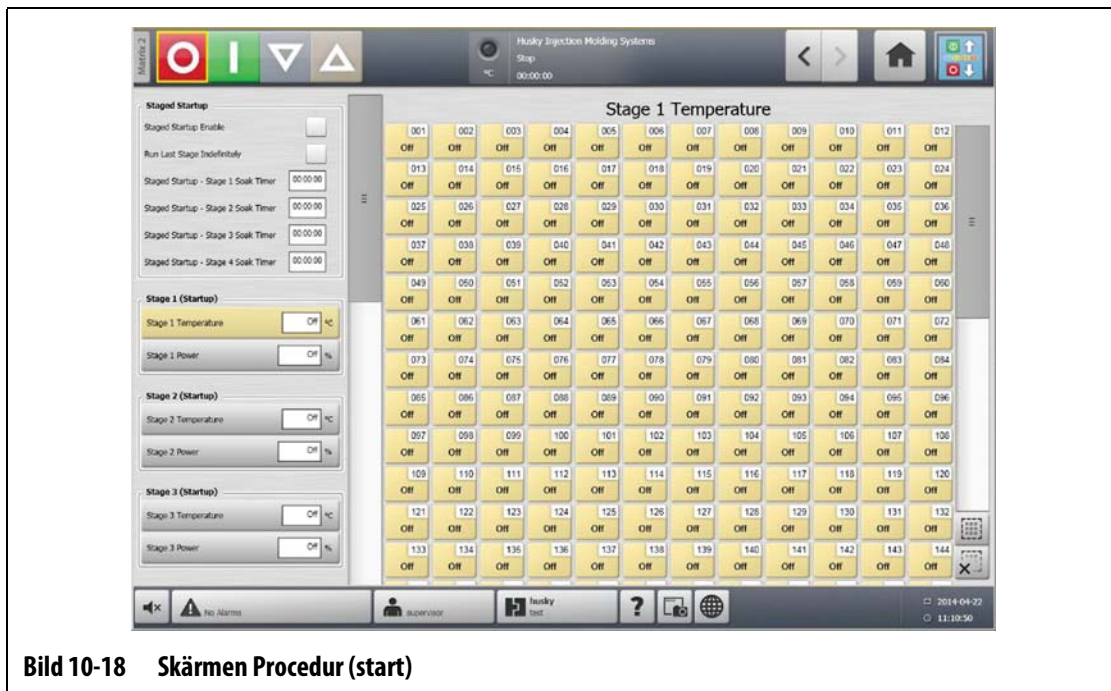 Matrix 2
Husky Injection Molding Systems
Stop
°C 00:00:00
Staged Startup
Staged Startup Enable
Run Last Stage Indefinitely
Staged Startup - Stage 1 Soak Timer 00:00:00
Staged Startup - Stage 2 Soak Timer 00:00:00
Staged Startup - Stage 3 Soak Timer 00:00:00
Staged Startup - Stage 4 Soak Timer 00:00:00
Stage 1 (Startup)
Stage 1 Temperature Off °C
Stage 1 Power Off %
Stage 2 (Startup)
Stage 2 Temperature Off °C
Stage 2 Power Off %
Stage 3 (Startup)
Stage 3 Temperature Off °C
Stage 3 Power Off %
Stage 1 Temperature
001 002 003 004 005 006 007 008 009 010 011 012
Off Off Off Off Off Off Off Off Off Off Off Off
013 014 015 016 017 018 019 020 021 022 023 024
Off Off Off Off Off Off Off Off Off Off Off Off
025 026 027 028 029 030 031 032 033 034 035 036
Off Off Off Off Off Off Off Off Off Off Off Off
037 038 039 040 041 042 043 044 045 046 047 048
Off Off Off Off Off Off Off Off Off Off Off Off
049 050 051 052 053 054 055 056 057 058 059 060
Off Off Off Off Off Off Off Off Off Off Off Off
061 062 063 064 065 066 067 068 069 070 071 072
Off Off Off Off Off Off Off Off Off Off Off Off
073 074 075 076 077 078 079 080 081 082 083 084
Off Off Off Off Off Off Off Off Off Off Off Off
085 086 087 088 089 090 091 092 093 094 095 096
Off Off Off Off Off Off Off Off Off Off Off Off
097 098 099 100 101 102 103 104 105 106 107 108
Off Off Off Off Off Off Off Off Off Off Off Off
109 110 111 112 113 114 115 116 117 118 119 120
Off Off Off Off Off Off Off Off Off Off Off Off
121 122 123 124 125 126 127 128 129 130 131 132
Off Off Off Off Off Off Off Off Off Off Off Off
133 134 135 136 137 138 139 140 141 142 143 144
Off Off Off Off Off Off Off Off Off Off Off Off
No Alarms
supervisor
husky
test
?
2014-04-22
11:10:50
Bild 10-18 Skärmen Procedur (start)